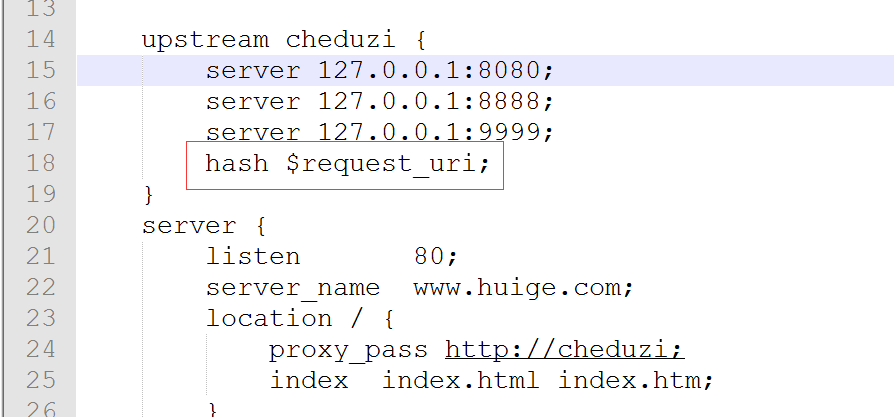 13
14 upstream cheduzi {
15 server 127.0.0.1:8080;
16 server 127.0.0.1:8888;
17 server 127.0.0.1:9999;
18 hash $request_uri;
19 }
20 server {
21 listen 80;
22 server_name www.huige.com;
23 location / {
24 proxy_pass http://cheduzi;
25 index index.html index.htm;
26 }